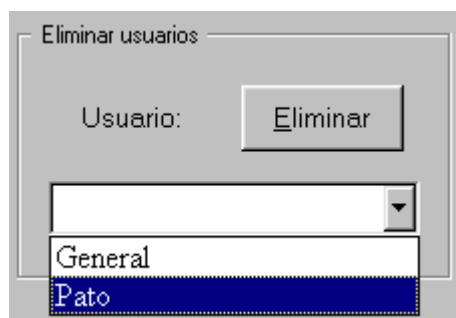 Eliminar usuarios
Usuario:
Eliminar
General
Pato